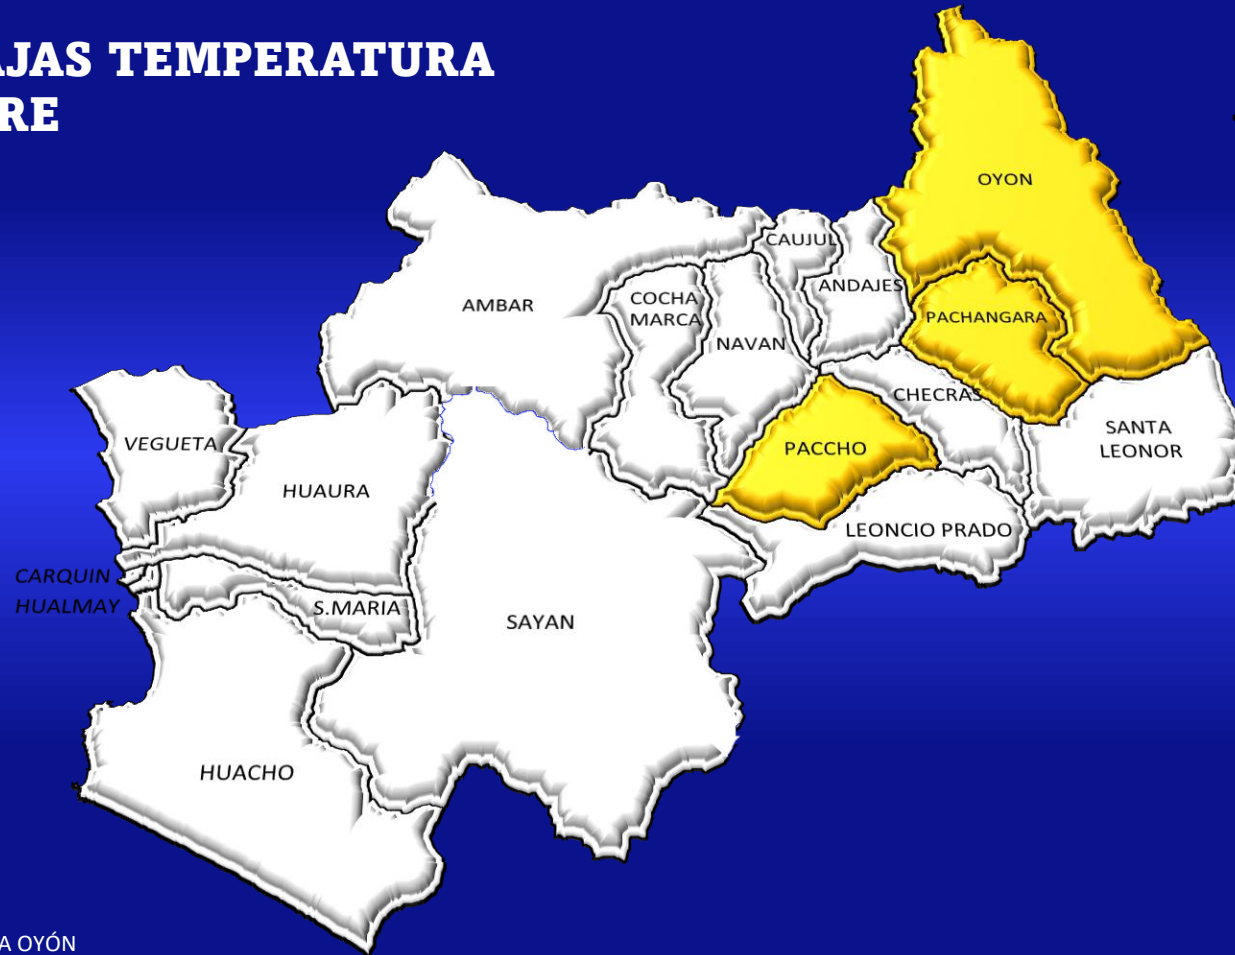 AJAS TEMPERATURA
RE
OYON
CAUJUL
ANDAJES
AMBAR
COCHA
MARCA
PACHANGARA
NAVAN
CHECRAS
SANTA
LEONOR
VEGUETA
PACCHO
HUAURA
LEONCIO PRADO
CARQUIN
HUALMAY
S.MARIA
SAYAN
HUACHO
A OYÓN